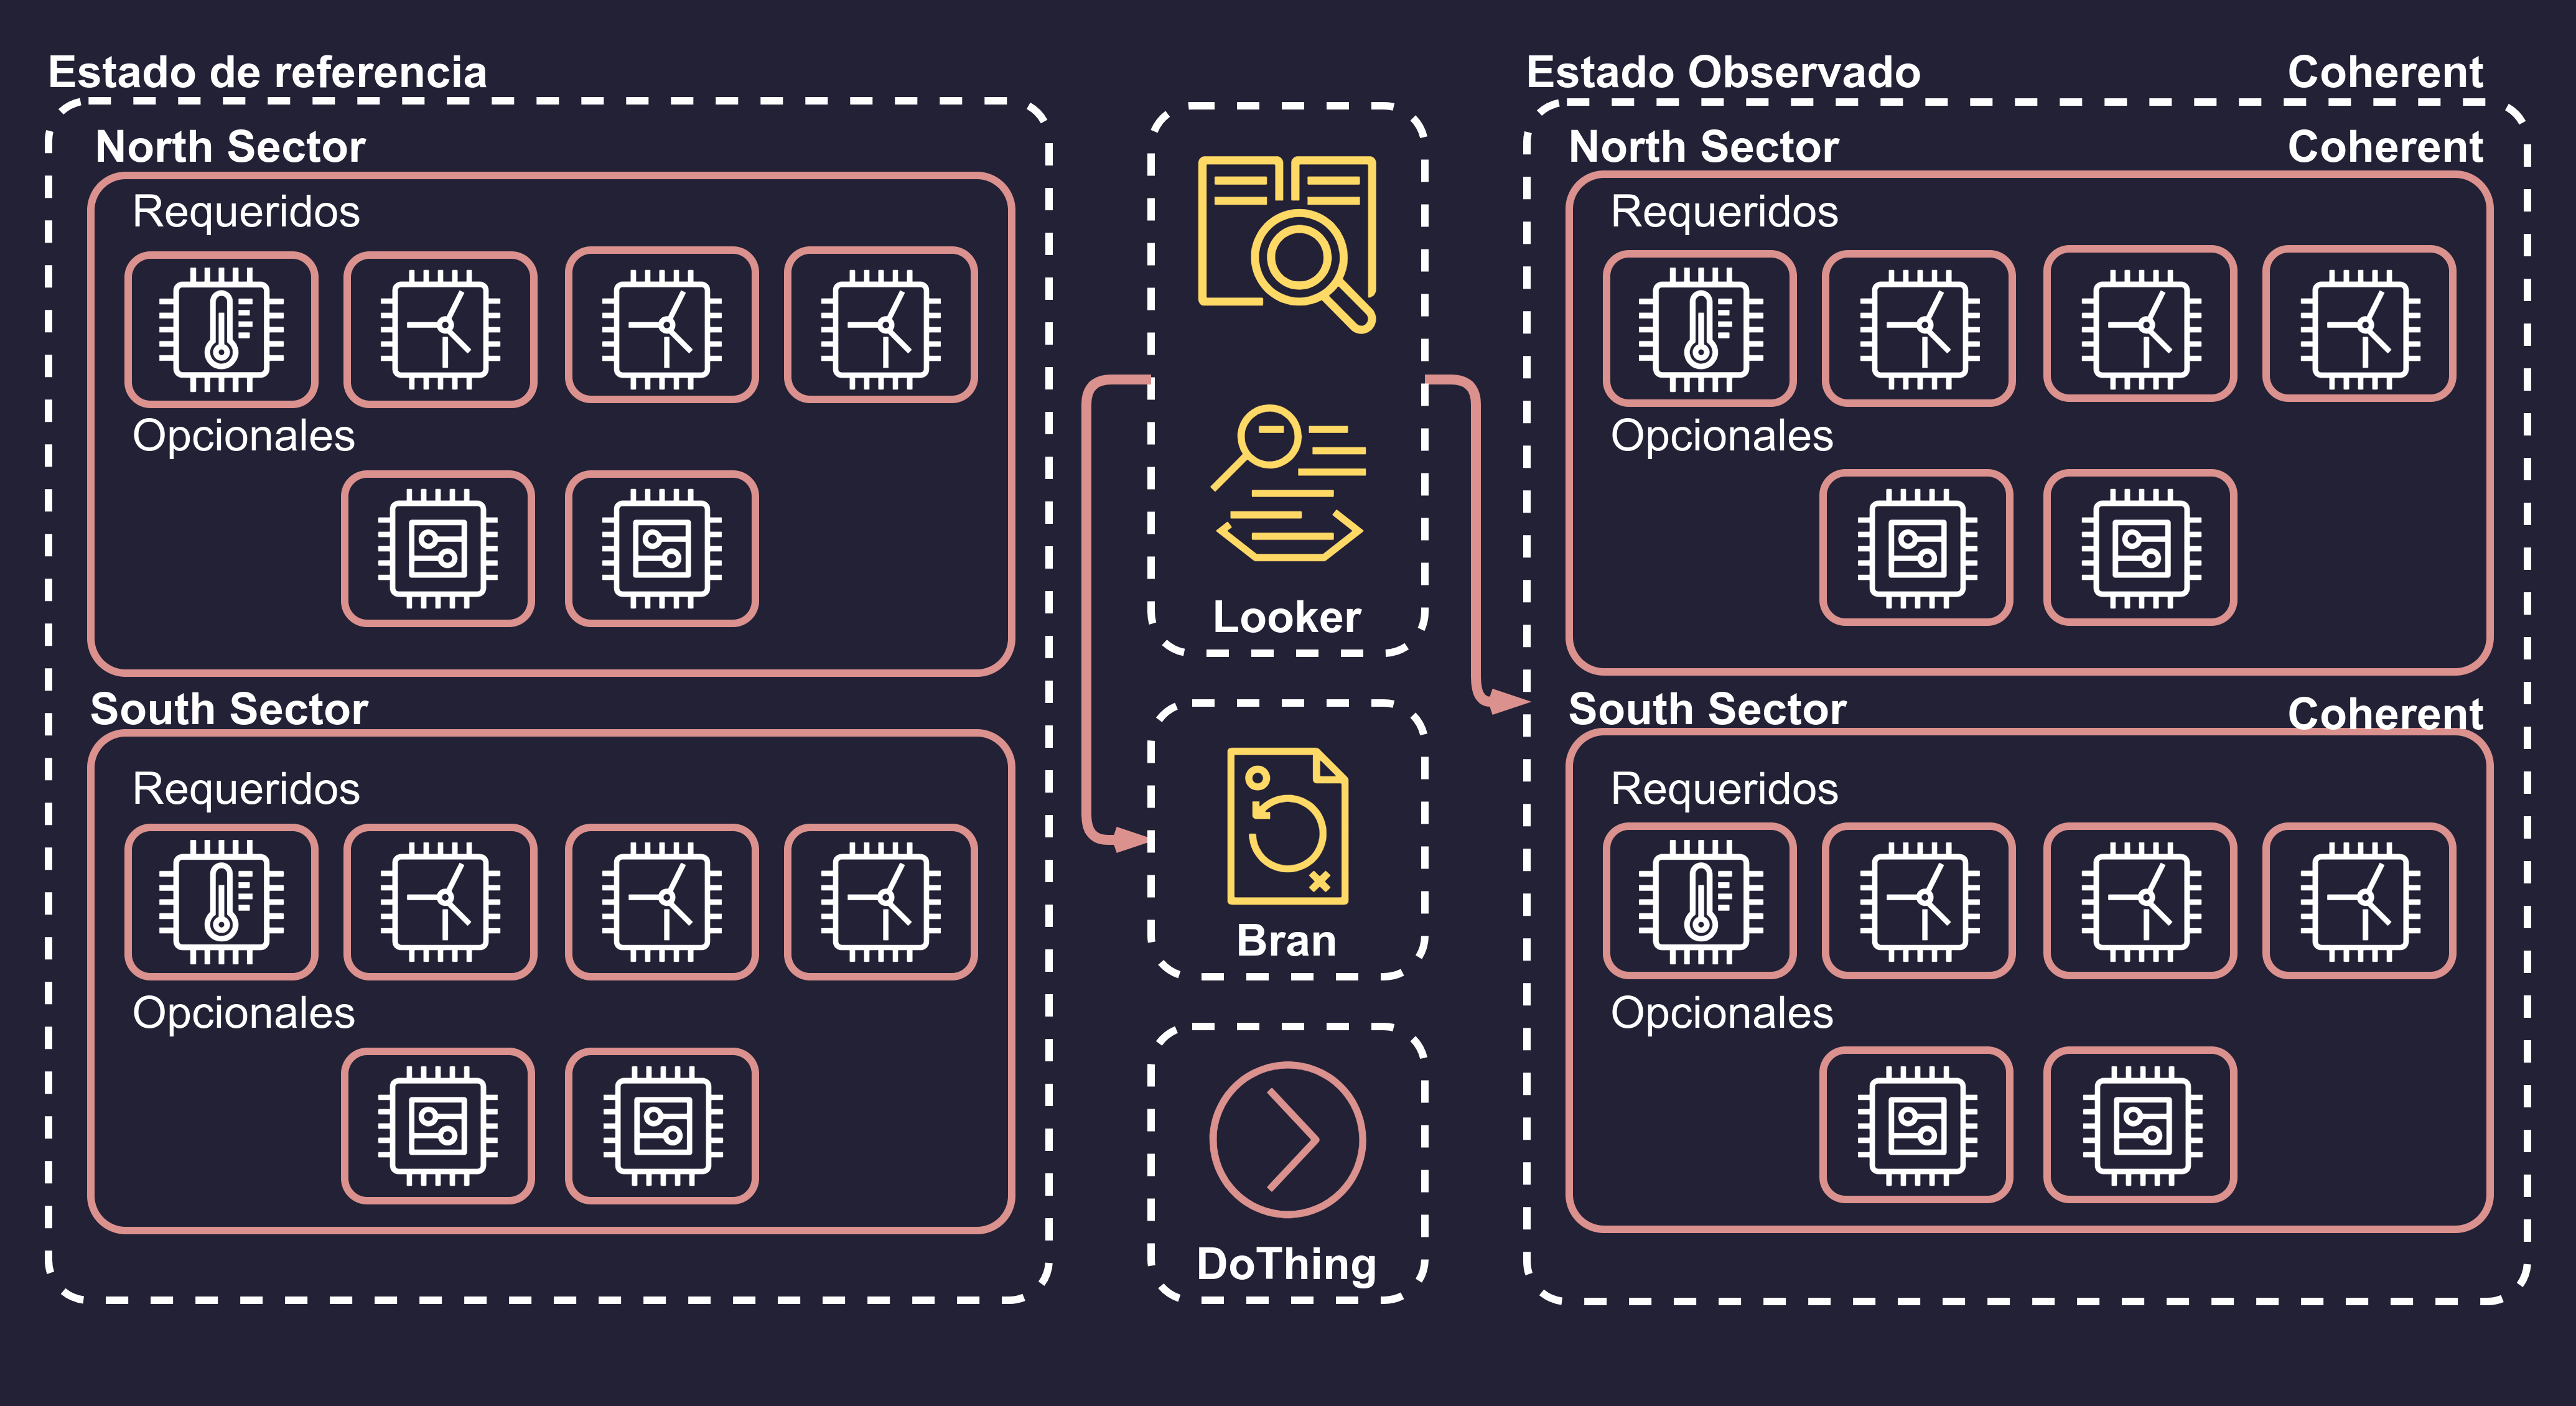 Estado de referencia
North Sector
Requeridos
Opcionales
South Sector
Requeridos
Opcionales
Looker
Bran
DoThing
Estado Observado
Coherent
North Sector
Coherent
Requeridos
Opcionales
South Sector
Coherent
Requeridos
Opcionales